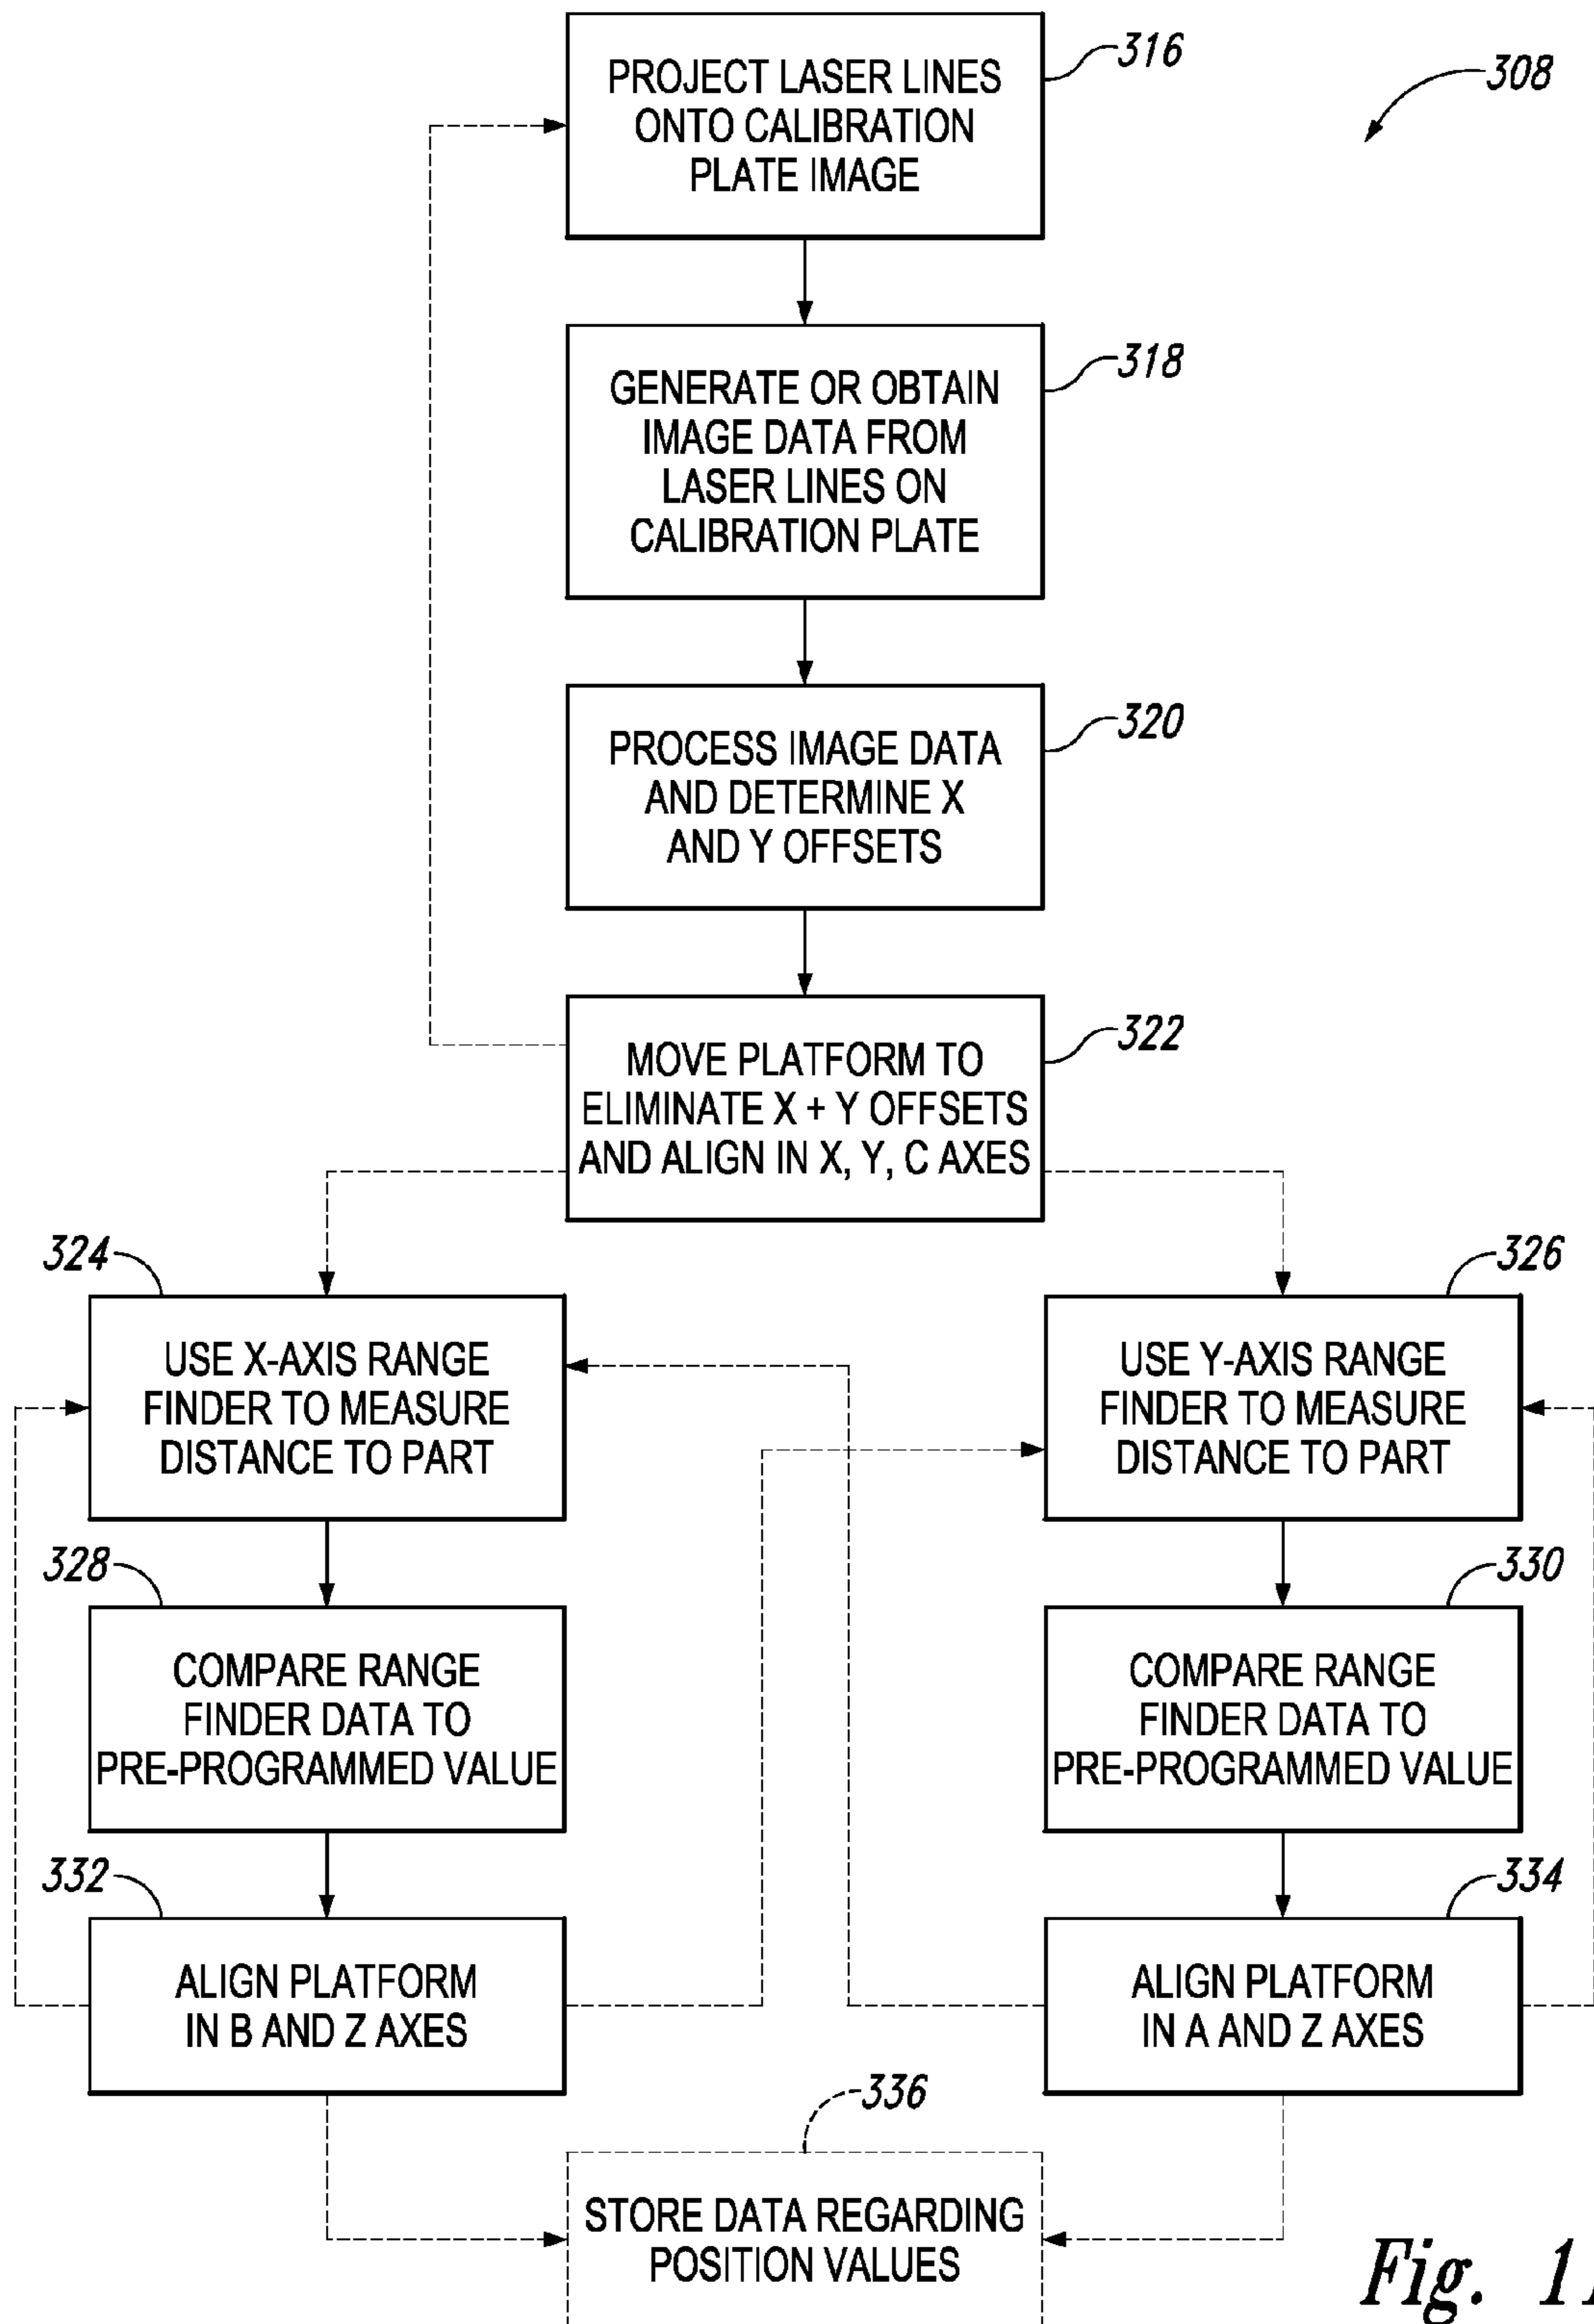 316
308
PROJECT LASER LINES
ONTO CALIBRATION
PLATE IMAGE
318
GENERATE OR OBTAIN
IMAGE DATA FROM
LASER LINES ON
CALIBRATION PLATE
320
PROCESS IMAGE DATA
AND DETERMINE X
AND Y OFFSETS
322
MOVE PLATFORM TO
ELIMINATE X + Y OFFSETS
AND ALIGN IN X, Y, C AXES
324
USE X-AXIS RANGE
FINDER TO MEASURE
DISTANCE TO PART
326
USE Y-AXIS RANGE
FINDER TO MEASURE
DISTANCE TO PART
328
COMPARE RANGE
FINDER DATA TO
PRE-PROGRAMMED VALUE
330
COMPARE RANGE
FINDER DATA TO
PRE-PROGRAMMED VALUE
332
ALIGN PLATFORM
IN B AND Z AXES
334
ALIGN PLATFORM
IN A AND Z AXES
336
STORE DATA REGARDING
POSITION VALUES
Fig.